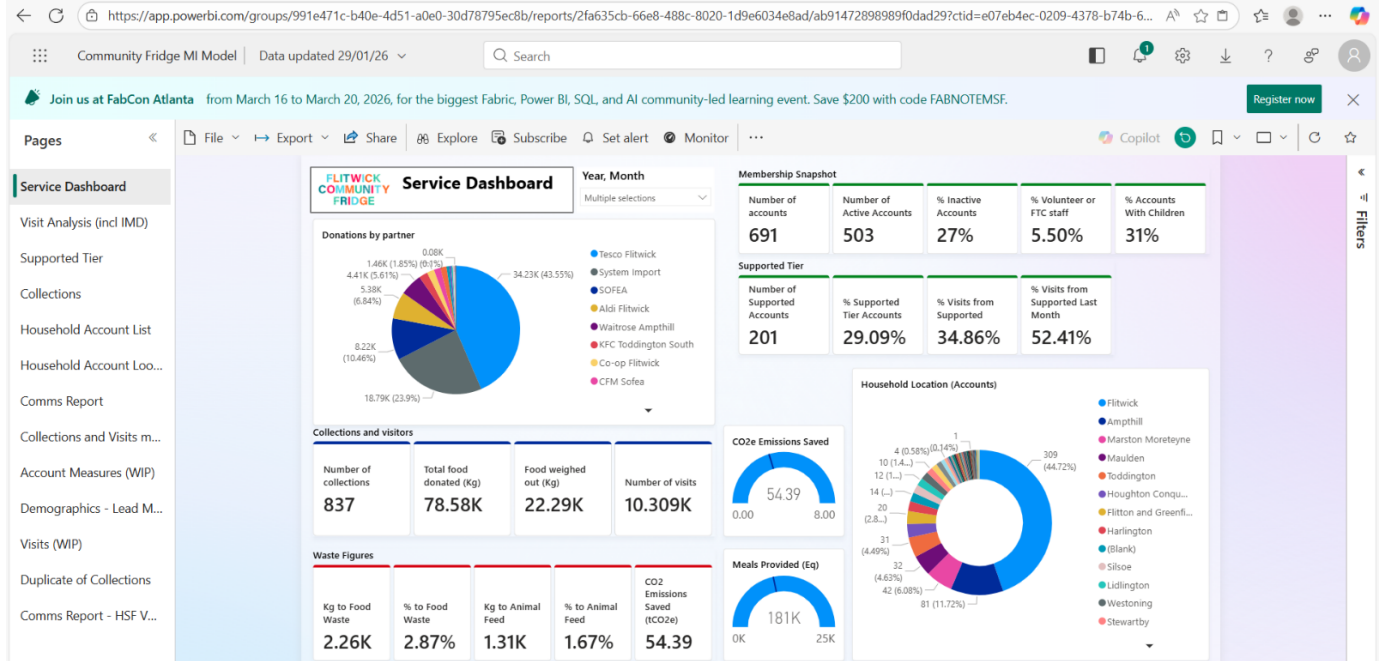 https://app.powerbi.com/groups/991e471c-b40e-4d51-a0e0-30d78795ec8b/reports/2fa635cb-66e8-488c-8020-1d9e6034e8ad/ab91472898989f0dad29?ctid=e07eb4ec-0209-4378-b74b-6...
Community Fridge MI Model
Data updated 29/01/26
Search
1
Join us at FabCon Atlanta from March 16 to March 20, 2026, for the biggest Fabric, Power BI, SQL, and AI community-led learning event. Save $200 with code FABNOTEMSF.
Register now
Pages
File
Export
Share
Explore
Subscribe
Set alert
Monitor
...
Copilot
Service Dashboard
Visit Analysis (incl IMD)
Supported Tier
Collections
Household Account List
Household Account Loo...
Comms Report
Collections and Visits m...
Account Measures (WIP)
Demographics - Lead M...
Visits (WIP)
Duplicate of Collections
Comms Report - HSF V...
Filters
FLITWICK
COMMUNITY
FRIDGE
Service Dashboard
Year, Month
Multiple selections
Donations by partner
0.08K
1.46K (1.85%) (0.1%)
4.41K (5.61%)
5.38K
(6.84%)
8.22K
(10.46%)
18.79K (23.9%)
34.23K (43.55%)
Tesco Flitwick
System Import
SOFEA
Aldi Flitwick
Waitrose Ampthill
KFC Toddington South
Co-op Flitwick
CFM Sofea
Membership Snapshot
Number of
accounts
691
Number of
Active Accounts
503
% Inactive
Accounts
27%
% Volunteer or
FTC staff
5.50%
% Accounts
With Children
31%
Supported Tier
Number of
Supported
Accounts
201
% Supported
Tier Accounts
29.09%
% Visits from
Supported
34.86%
% Visits from
Supported Last
Month
52.41%
Collections and visitors
Number of
collections
837
Total food
donated (Kg)
78.58K
Food weighed
out (Kg)
22.29K
Number of visits
10.309K
CO2e Emissions Saved
54.39
0.00
8.00
Waste Figures
Kg to Food
Waste
2.26K
% to Food
Waste
2.87%
Kg to Animal
Feed
1.31K
% to Animal
Feed
1.67%
CO2
Emissions
Saved
(tCO2e)
54.39
Meals Provided (Eq)
181K
0K
25K
Household Location (Accounts)
1
4 (0.58%) (0.14%)
10 (1.4...)
12 (1...)
14 (...)
20
(2.8...)
31
(4.49%)
32
(4.63%)
42 (6.08%)
81 (11.72%)
309
(44.72%)
Flitwick
Ampthill
Marston Moreteyne
Maulden
Toddington
Houghton Conqu...
Flitton and Greenfi...
Harlington
(Blank)
Silsoe
Lidlington
Westoning
Stewartby